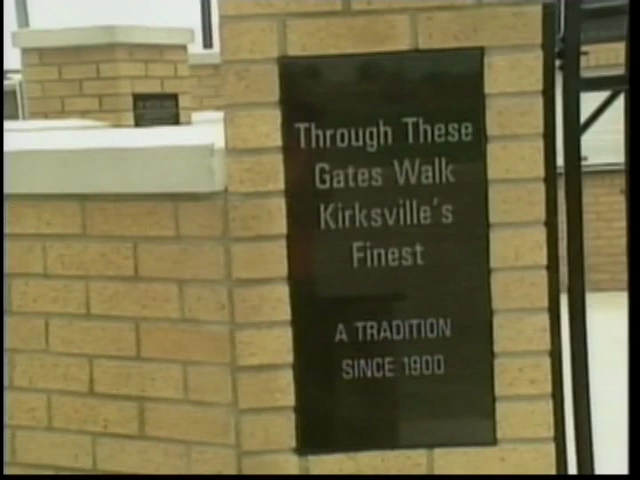 Through These
Gates Walk
Kirksville's
Finest
A TRADITION
SINCE 1900